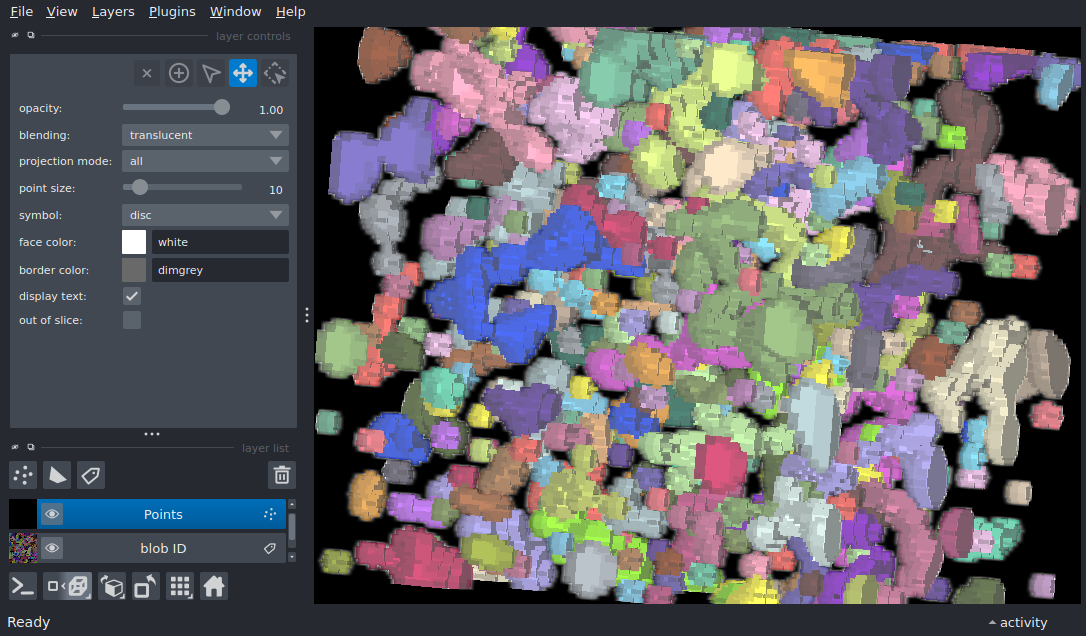 File View Layers Plugins Window Help
layer controls
opacity: 1.00
blending: translucent
projection mode: all
point size: 10
symbol: disc
face color: white
border color: dimgrey
display text:
out of slice:
layer list
Points
blob ID
Ready activity